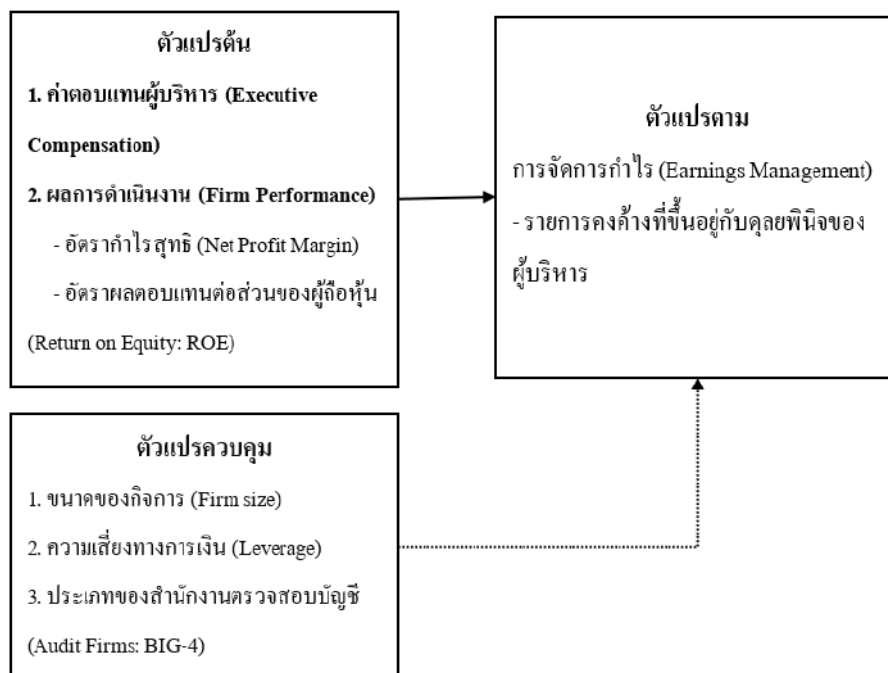 ตัวแปรต้น
1. ค่าตอบแทนผู้บริหาร (Executive
Compensation)
2. ผลการดำเนินงาน (Firm Performance)
- อัตรากำไรสุทธิ (Net Profit Margin)
- อัตราผลตอบแทนต่อส่วนของผู้ถือหุ้น
(Return on Equity: ROE)
ตัวแปรตาม
การจัดการกำไร (Earnings Management)
- รายการคงค้างที่ขึ้นอยู่กับดุลยพินิจของ
ผู้บริหาร
ตัวแปรควบคุม
1. ขนาดของกิจการ (Firm size)
2. ความเสี่ยงทางการเงิน (Leverage)
3. ประเภทของสำนักงานตรวจสอบบัญชี
(Audit Firms: BIG-4)